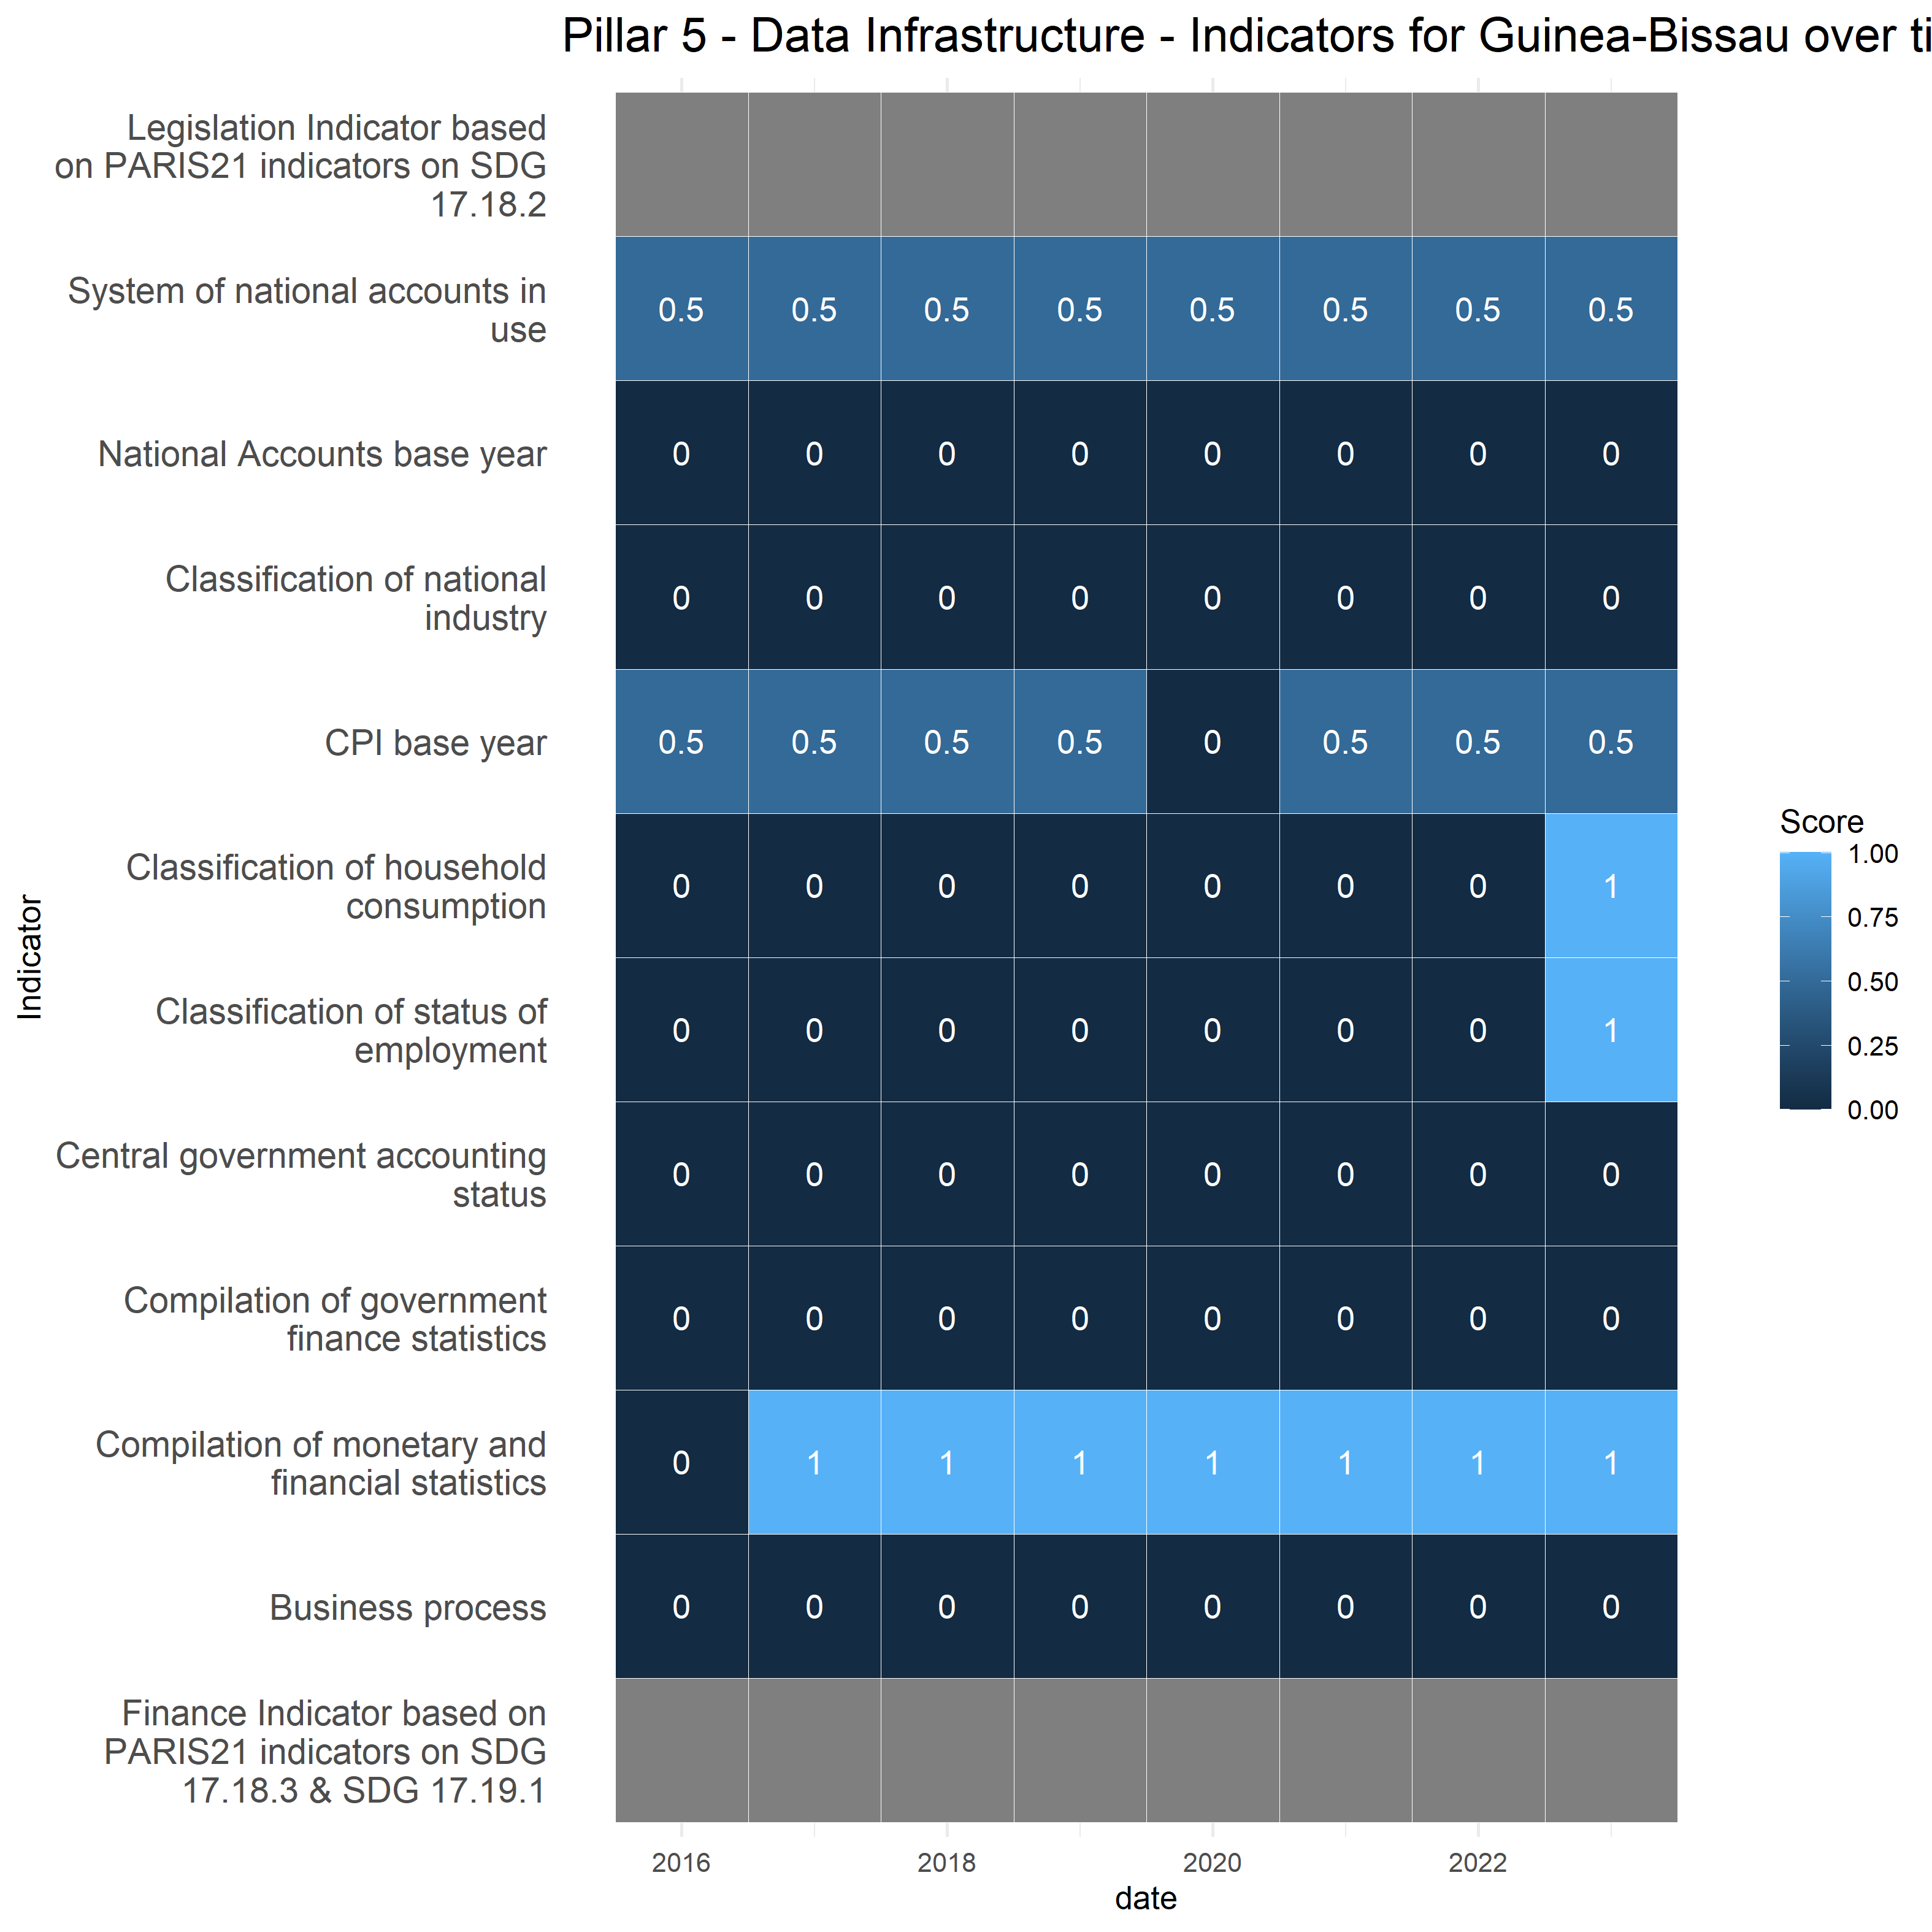 Pillar 5 - Data Infrastructure - Indicators for Guinea-Bissau over ti
Legislation Indicator based
on PARIS21 indicators on SDG
17.18.2
System of national accounts in
use
0.5 0.5 0.5 0.5 0.5 0.5 0.5 0.5
National Accounts base year
0 0 0 0 0 0 0 0
Classification of national
industry
0 0 0 0 0 0 0 0
CPI base year
0.5 0.5 0.5 0.5 0 0.5 0.5 0.5
Classification of household
consumption
0 0 0 0 0 0 0 1
Classification of status of
employment
0 0 0 0 0 0 0 1
Central government accounting
status
0 0 0 0 0 0 0 0
Compilation of government
finance statistics
0 0 0 0 0 0 0 0
Compilation of monetary and
financial statistics
0 1 1 1 1 1 1 1
Business process
0 0 0 0 0 0 0 0
Finance Indicator based on
PARIS21 indicators on SDG
17.18.3 & SDG 17.19.1
2016 2018 2020 2022
date
Indicator
Score
1.00
0.75
0.50
0.25
0.00